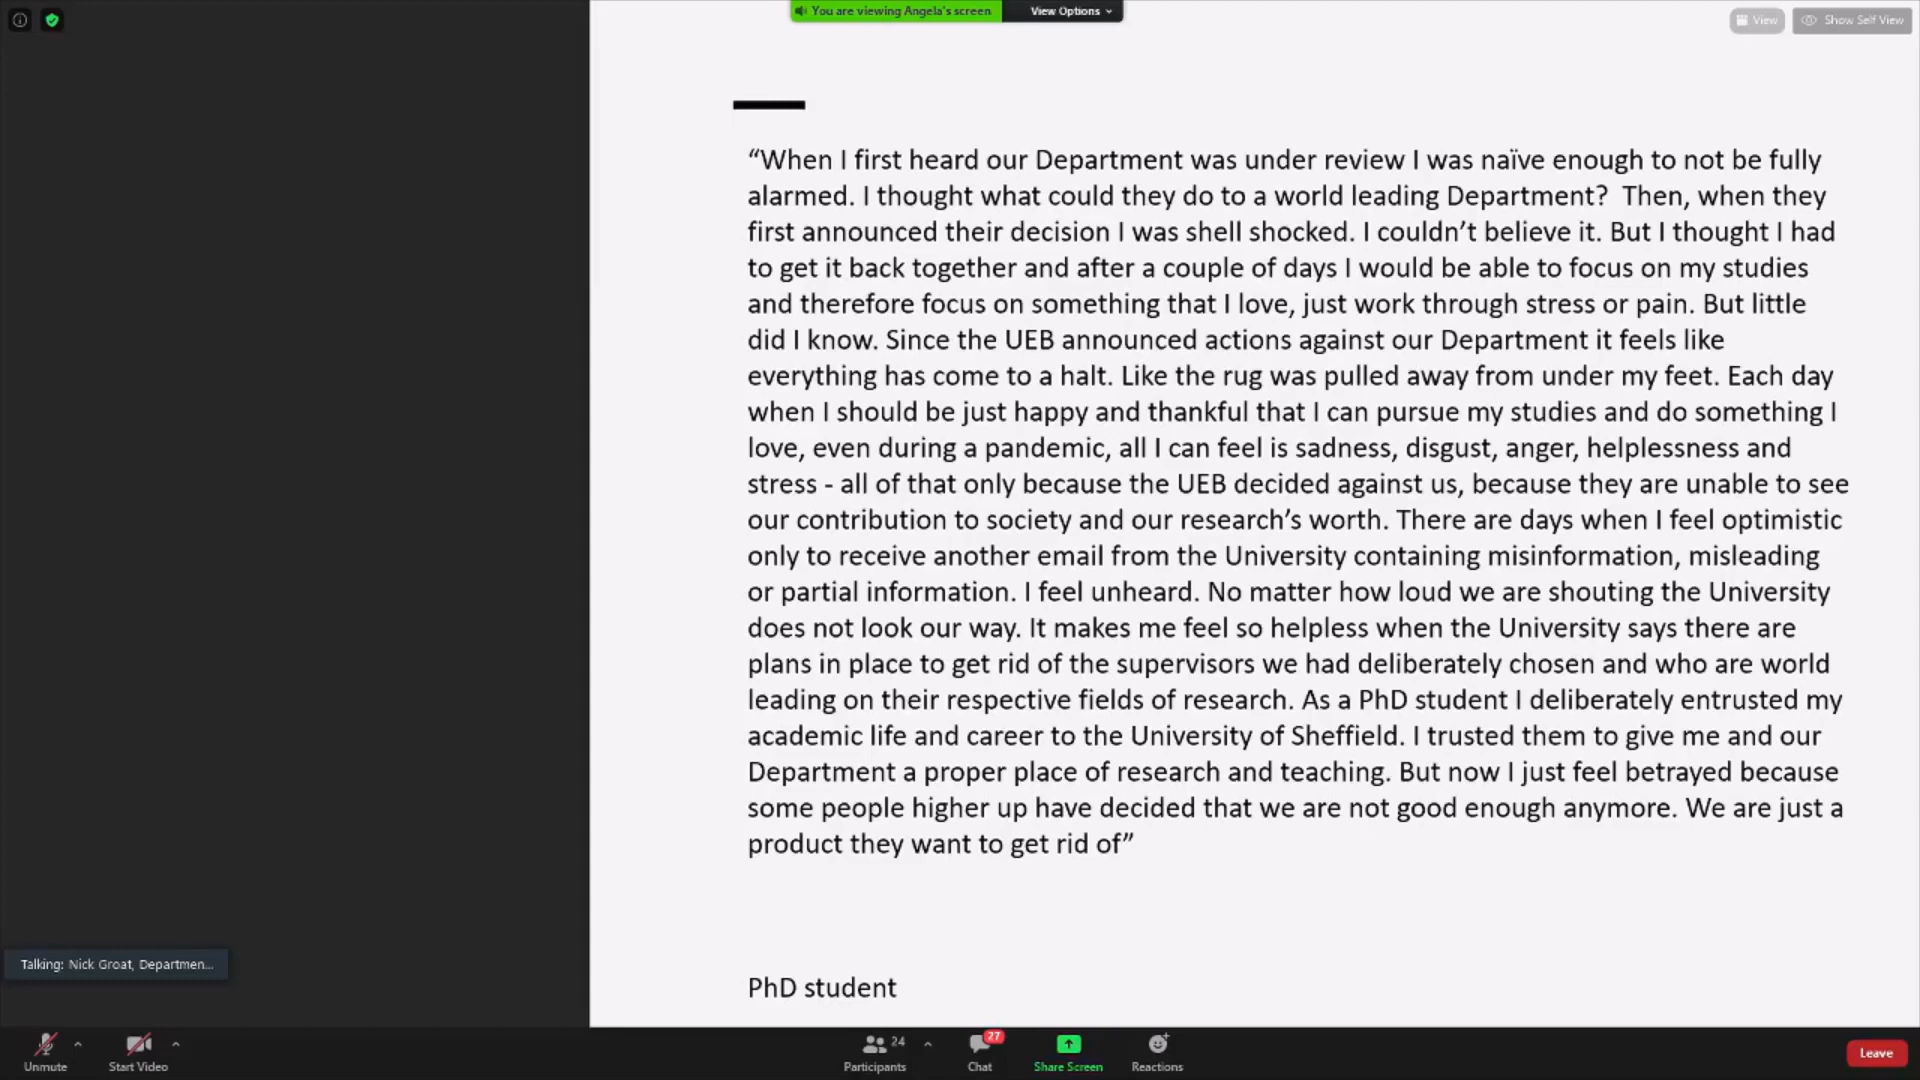 You are viewing Angela's screen
View Options
View
Show Self View
“When I first heard our Department was under review I was naïve enough to not be fully
alarmed. I thought what could they do to a world leading Department?  Then, when they
first announced their decision I was shell shocked. I couldn’t believe it. But I thought I had
to get it back together and after a couple of days I would be able to focus on my studies
and therefore focus on something that I love, just work through stress or pain. But little
did I know. Since the UEB announced actions against our Department it feels like
everything has come to a halt. Like the rug was pulled away from under my feet. Each day
when I should be just happy and thankful that I can pursue my studies and do something I
love, even during a pandemic, all I can feel is sadness, disgust, anger, helplessness and
stress - all of that only because the UEB decided against us, because they are unable to see
our contribution to society and our research’s worth. There are days when I feel optimistic
only to receive another email from the University containing misinformation, misleading
or partial information. I feel unheard. No matter how loud we are shouting the University
does not look our way. It makes me feel so helpless when the University says there are
plans in place to get rid of the supervisors we had deliberately chosen and who are world
leading on their respective fields of research. As a PhD student I deliberately entrusted my
academic life and career to the University of Sheffield. I trusted them to give me and our
Department a proper place of research and teaching. But now I just feel betrayed because
some people higher up have decided that we are not good enough anymore. We are just a
product they want to get rid of”
Talking: Nick Groat, Departmen...
PhD student
Unmute
Start Video
24
Participants
27
Chat
Share Screen
Reactions
Leave